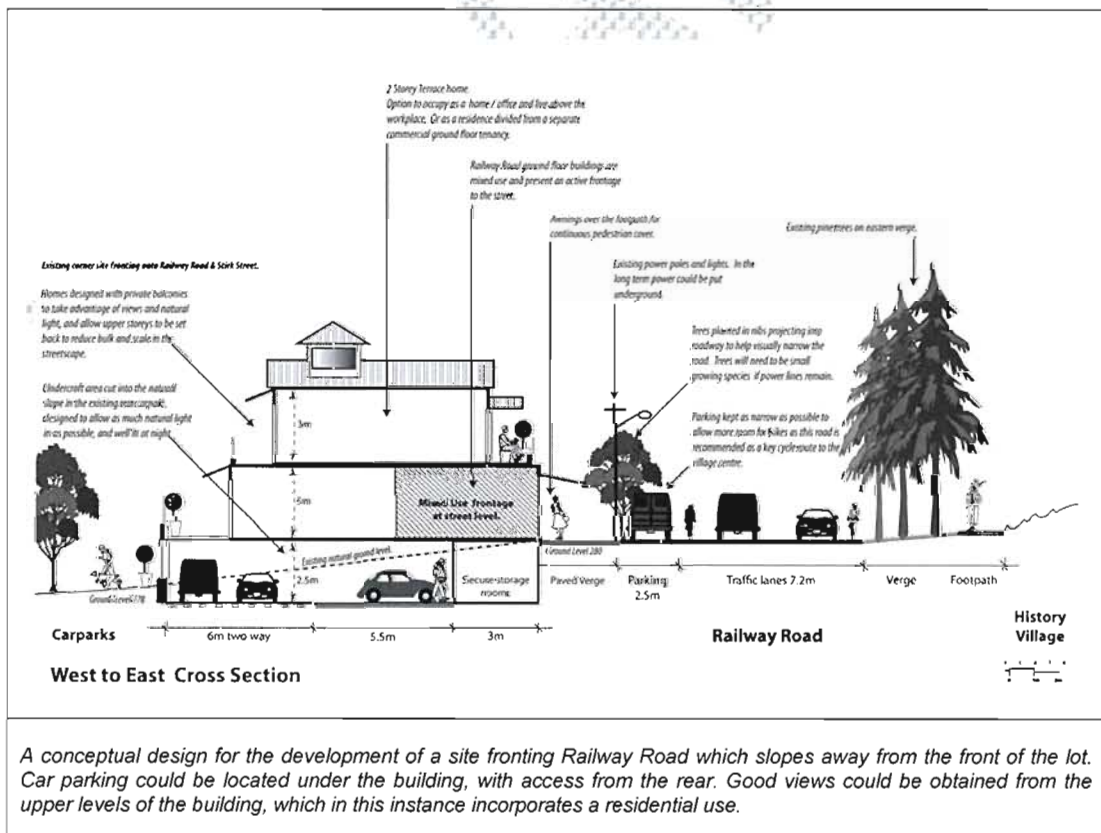 2 Storey Terrace home.
Option to occupy as a home / office and live above the
workplace. Or as a residence divided from a separate
commercial ground floor tenancy.
Railway Road ground floor buildings are
mixed use and present an active frontage
to the street.
Awnings over the footpath for
continuous pedestrian cover.
Existing pinetrees on eastern verge.
Existing corner site fronting onto Railway Road & Stirk Street.
Existing power poles and lights. In the
long term power could be put
underground.
Homes designed with private balconies
to take advantage of views and natural
light, and allow upper storeys to be set
back to reduce bulk and scale in the
streetscape.
Trees planted in nibs projecting into
roadway to help visually narrow the
road. Trees will need to be small
growing species if power lines remain.
Undercroft area cut into the natural
slope in the existing rear carpark,
designed to allow as much natural light
in as possible, and well lit at night.
Parking kept as narrow as possible to
allow more room for bikes as this road is
recommended as a key cycle route to the
village centre.
3m
Mixed Use frontage
at street level.
Existing natural ground level.
2.5m
Secure storage
rooms
Ground Level 280
Paved Verge
Parking
2.5m
Traffic lanes 7.2m
Verge
Footpath
Ground Level 278
Carparks
6m two way
5.5m
3m
Railway Road
History
Village
West to East Cross Section
A conceptual design for the development of a site fronting Railway Road which slopes away from the front of the lot.
Car parking could be located under the building, with access from the rear. Good views could be obtained from the
upper levels of the building, which in this instance incorporates a residential use.